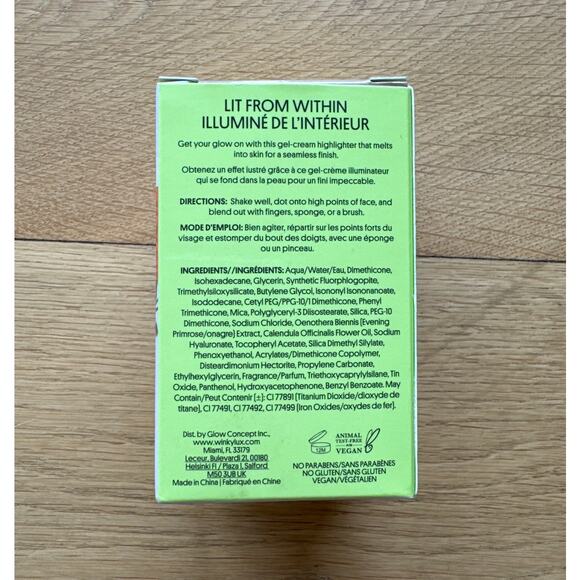 LIT FROM WITHIN
ILLUMINÉ DE L'INTÉRIEUR
Get your glow on with this gel-cream highlighter that melts
into skin for a seamless finish.
Obtenez un effet lustré grâce à ce gel-crème illuminateur
qui se fond dans la peau pour un fini impeccable.
DIRECTIONS: Shake well, dot onto high points of face, and
blend out with fingers, sponge, or a brush.
MODE D'EMPLOI: Bien agiter, répartir sur les points forts du
visage et estomper du bout des doigts, avec une éponge
ou un pinceau.
INGREDIENTS//INGRÉDIENTS: Aqua/Water/Eau, Dimethicone,
Isohexadecane, Glycerin, Synthetic Fluorphlogopite,
Trimethylsiloxysilicate, Butylene Glycol, Isononyl Isononanoate,
Isododecane, Cetyl PEG/PPG-10/1 Dimethicone, Phenyl
Trimethicone, Mica, Polyglyceryl-3 Diisostearate, Silica, PEG-10
Dimethicone, Sodium Chloride, Oenothera Biennis (Evening
Primrose/onagre) Extract, Calendula Officinalis Flower Oil, Sodium
Hyaluronate, Tocopheryl Acetate, Silica Dimethyl Silylate,
Phenoxyethanol, Acrylates/Dimethicone Copolymer,
Disteardimonium Hectorite, Propylene Carbonate,
Ethylhexylglycerin, Fragrance/Parfum, Triethoxycaprylylsilane, Tin
Oxide, Panthenol, Hydroxyacetophenone, Benzyl Benzoate. May
Contain/Peut Contenir [±]: CI 77891 (Titanium Dioxide/dioxyde de
titane), CI 77491, CI 77492, CI 77499 (Iron Oxides/oxydes de fer).
Dist. by Glow Concept Inc.,
www.winkylux.com
Miami, FL 33131
Leceur, Bulevardi 21, 00180
Helsinki FI / Plaza 1, Salford
M50 3UB UK
Made in China | Fabriqué en Chine
12M
ANIMAL
TEST-FREE
FOR
VEGAN
NO PARABENS/SANS PARABÈNES
NO GLUTEN/SANS GLUTEN
VEGAN/VÉGÉTALIEN